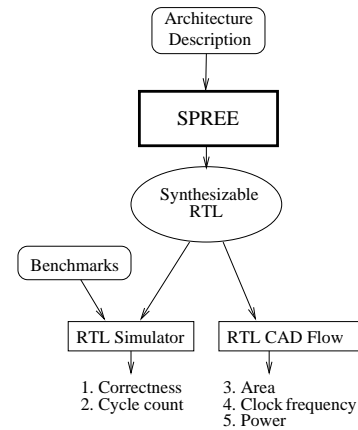 Architecture
Description
SPREE
Synthesizable
RTL
Benchmarks
RTL Simulator
RTL CAD Flow
1. Correctness
2. Cycle count
3. Area
4. Clock frequency
5. Power